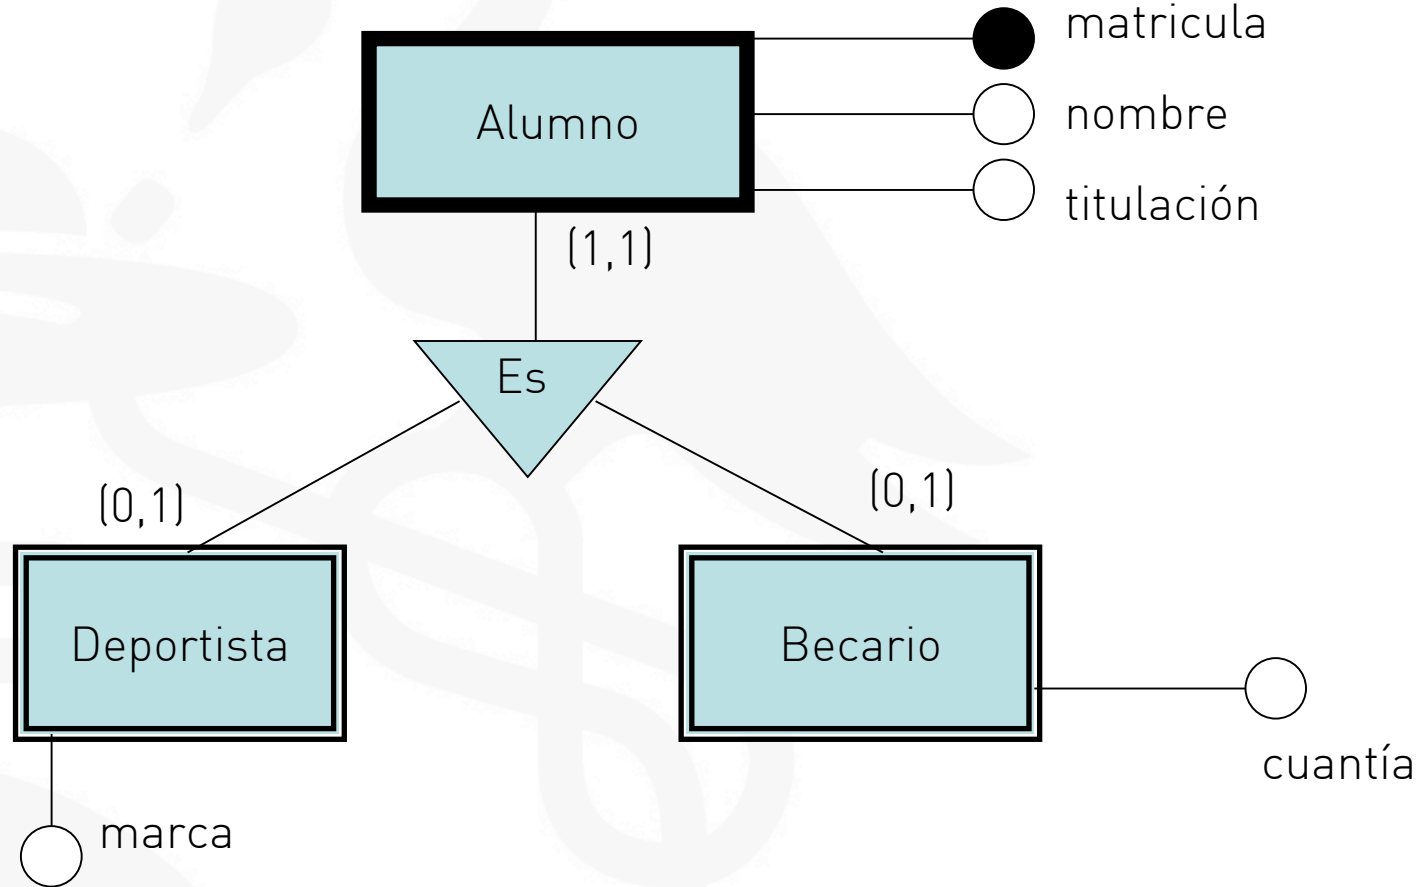 matricula
Alumno
nombre
titulación
(1,1)
Es
(0,1)
(0,1)
Deportista
Becario
cuantía
marca